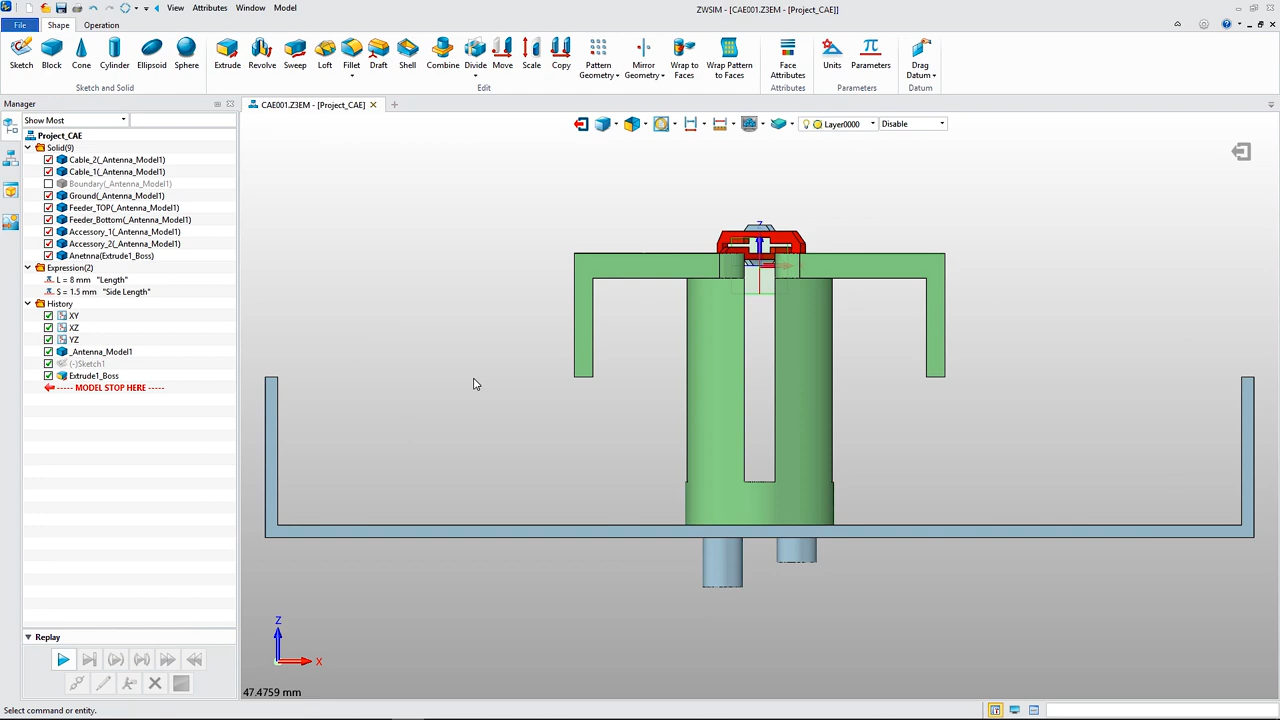 View Attributes Window Model
ZWSIM - [CAE001.Z3EM - [Project_CAE]]
File Shape Operation
Sketch Block Cone Cylinder Ellipsoid Sphere Extrude Revolve Sweep Loft Fillet Draft Shell Combine Divide Move Scale Copy Pattern Geometry Mirror Geometry Wrap to Faces Wrap Pattern to Faces Face Attributes Units Parameters Drag Datum
Sketch and Solid Edit Attributes Parameters Datum
Manager
CAE001.Z3EM - [Project_CAE]
Show Most
Layer0000 Disable
Project_CAE
Solid(9)
Cable_2(_Antenna_Model1)
Cable_1(_Antenna_Model1)
Boundary(_Antenna_Model1)
Ground(_Antenna_Model1)
Feeder_TOP(_Antenna_Model1)
Feeder_Bottom(_Antenna_Model1)
Accessory_1(_Antenna_Model1)
Accessory_2(_Antenna_Model1)
Anetnna(Extrude1_Boss)
Expression(2)
L = 8 mm "Length"
S = 1.5 mm "Side Length"
History
XY
XZ
YZ
_Antenna_Model1
(-)Sketch1
Extrude1_Boss
----- MODEL STOP HERE -----
Z
Z
X
Replay
47.4759 mm
Select command or entity.